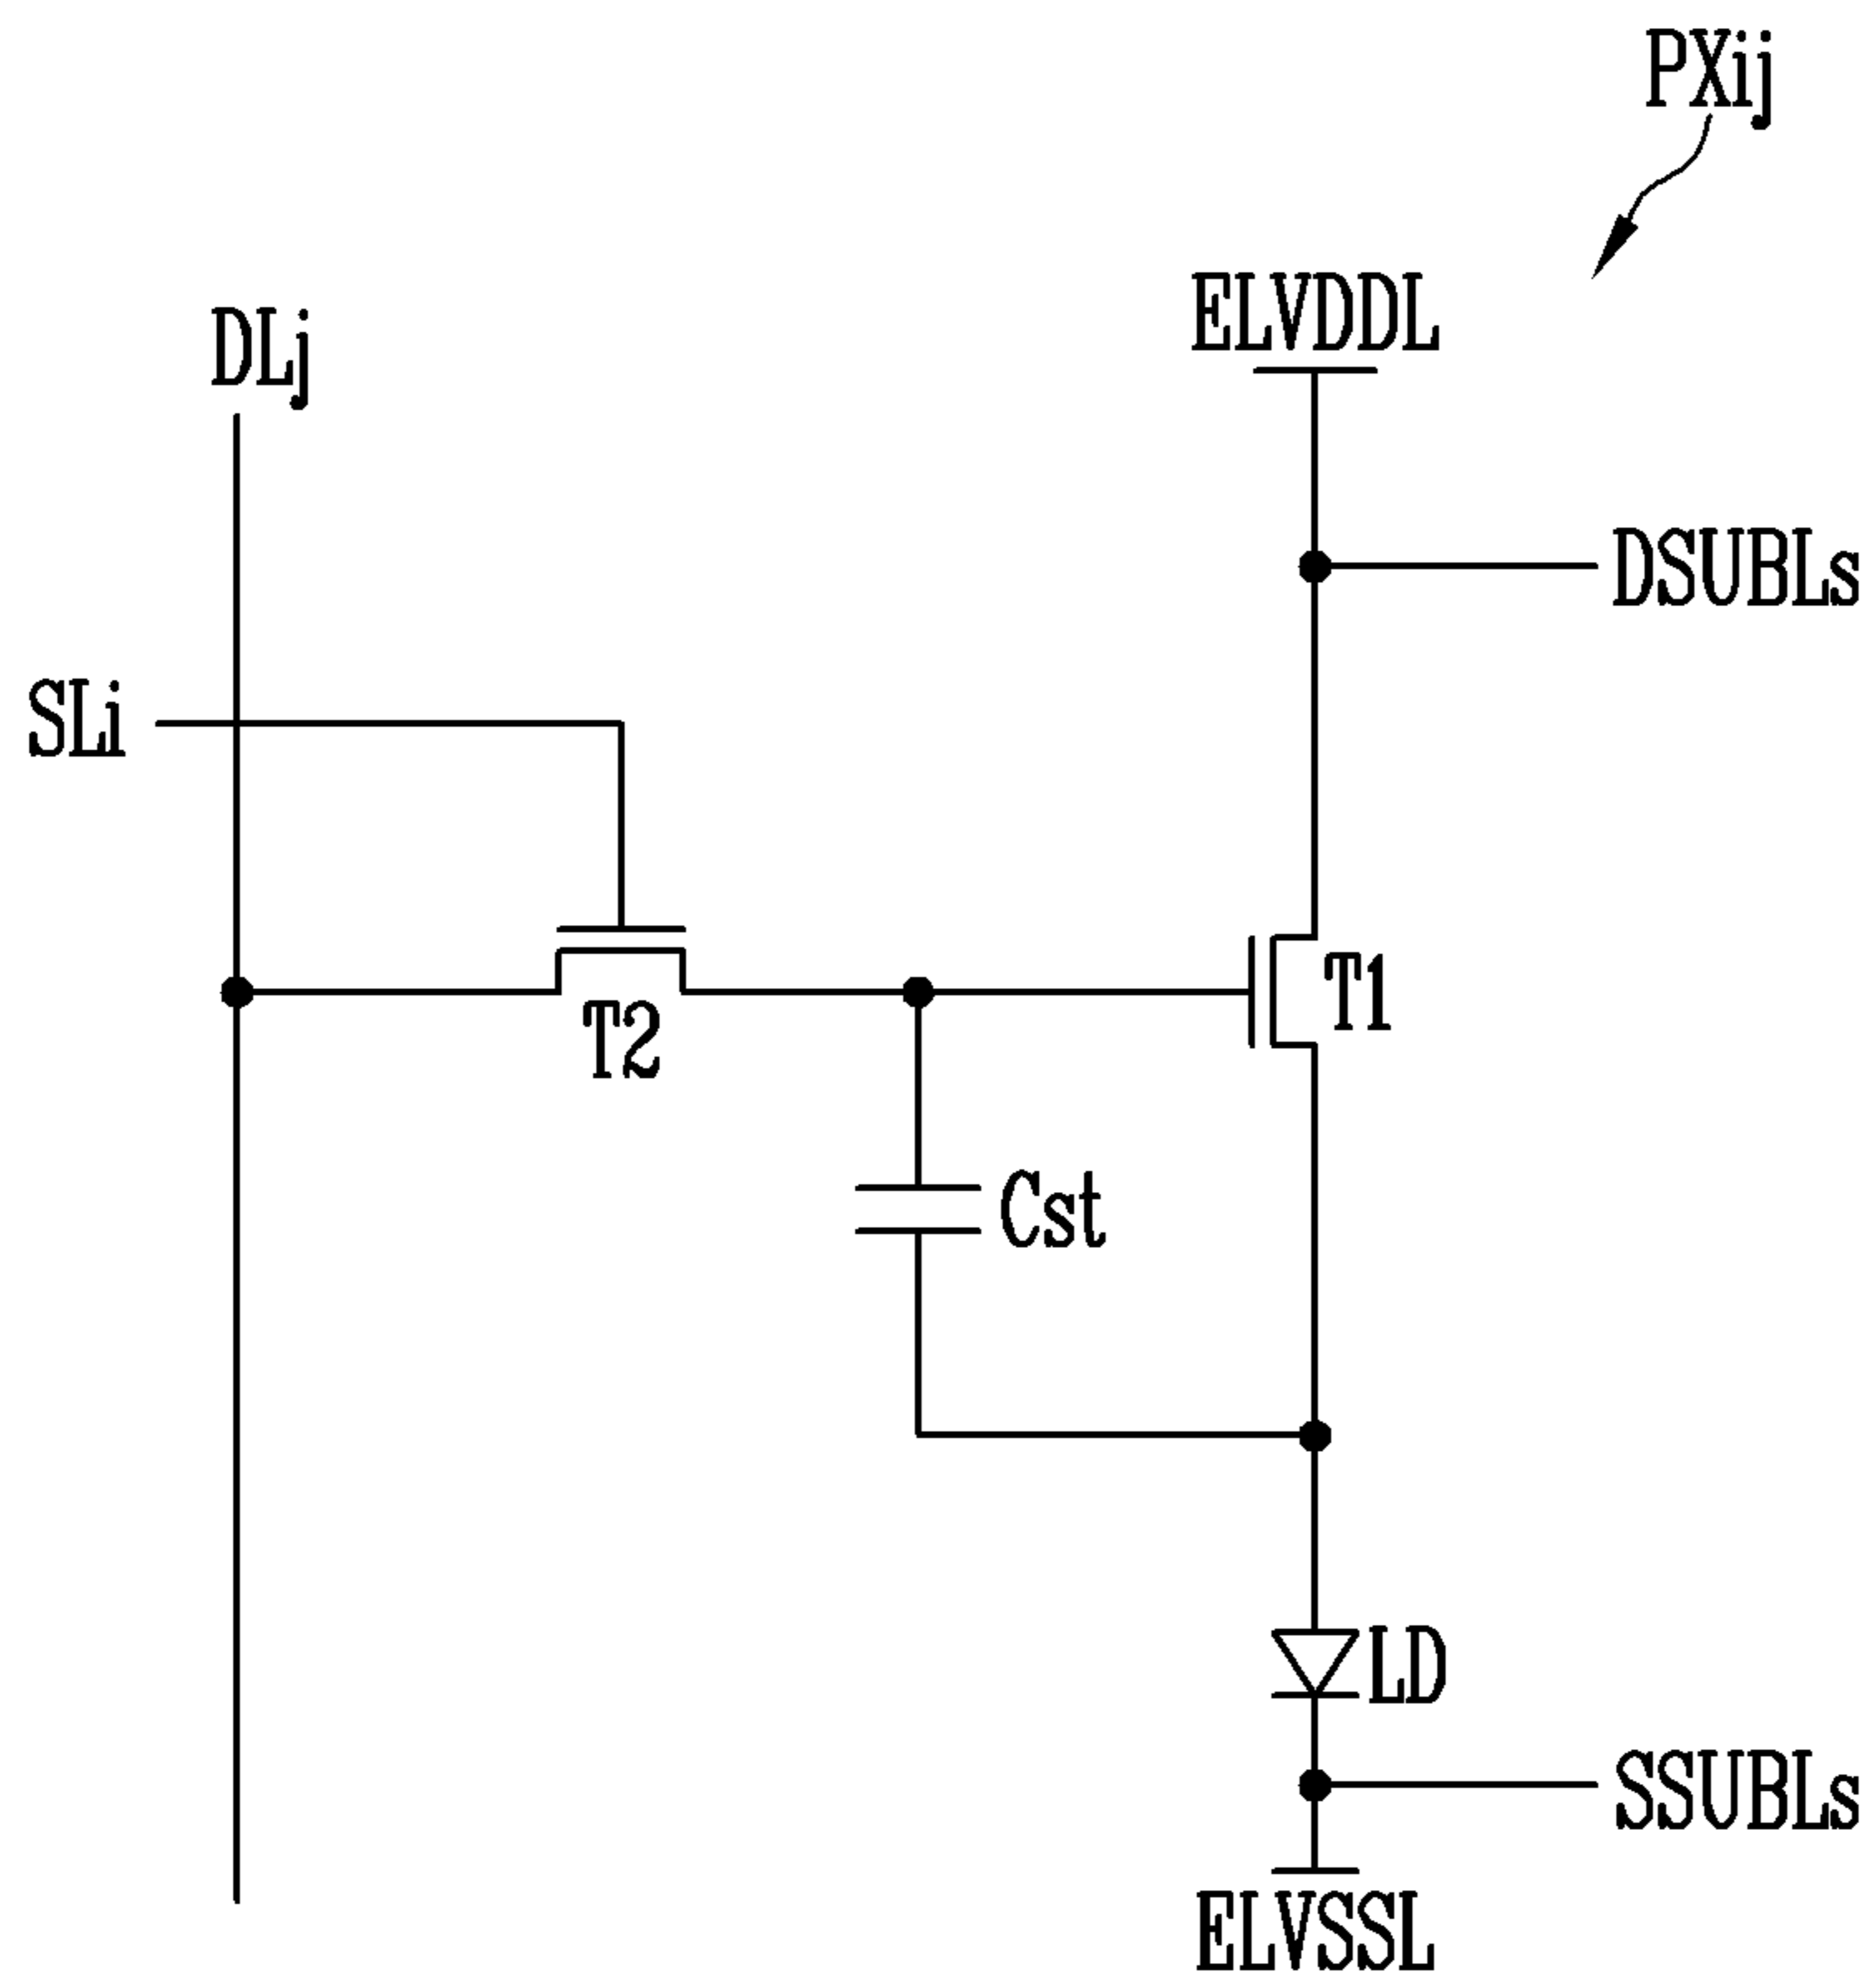 PXij
ELVDDL
DLj
DSUBLs
SLi
T1
T2
Cst
LD
SSUBLs
ELVSSL